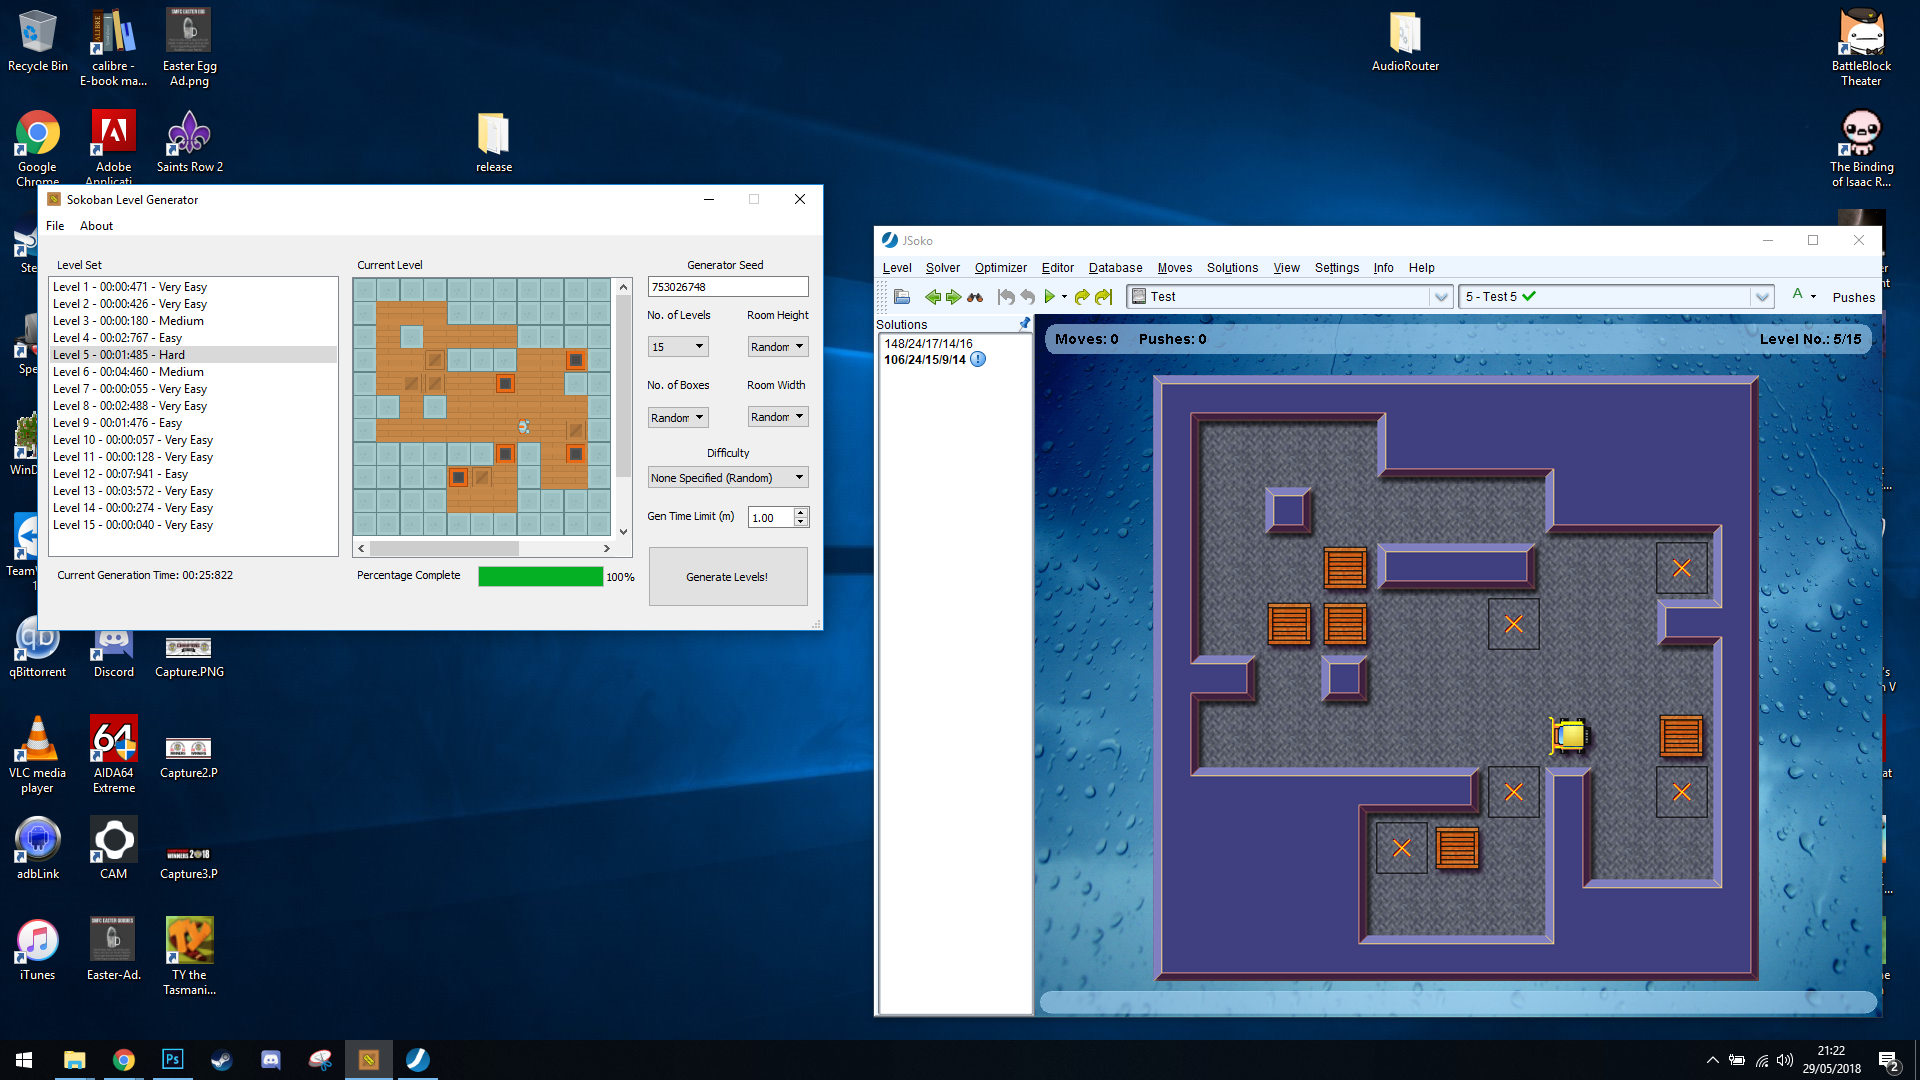 Recycle Bin
calibre -
E-book ma...
Easter Egg
Ad.png
AudioRouter
BattleBlock
Theater
Google
Chrome
Adobe
Applicati...
Saints Row 2
release
The Binding
of Isaac R...
Sokoban Level Generator
File About
Level Set
Level 1 - 00:00:471 - Very Easy
Level 2 - 00:00:426 - Very Easy
Level 3 - 00:00:180 - Medium
Level 4 - 00:02:767 - Easy
Level 5 - 00:01:485 - Hard
Level 6 - 00:04:460 - Medium
Level 7 - 00:00:055 - Very Easy
Level 8 - 00:02:488 - Very Easy
Level 9 - 00:01:476 - Easy
Level 10 - 00:00:057 - Very Easy
Level 11 - 00:00:128 - Very Easy
Level 12 - 00:07:941 - Easy
Level 13 - 00:03:572 - Very Easy
Level 14 - 00:00:274 - Very Easy
Level 15 - 00:00:040 - Very Easy
Current Generation Time: 00:25:822
Current Level
Percentage Complete
100%
Generator Seed
753026748
No. of Levels
Room Height
15
Random
No. of Boxes
Room Width
Random
Random
Difficulty
None Specified (Random)
Gen Time Limit (m)
1.00
Generate Levels!
JSoko
Level Solver Optimizer Editor Database Moves Solutions View Settings Info Help
Test
5 - Test 5
A
Pushes
Solutions
148/24/17/14/16
106/24/15/9/14
Moves: 0 Pushes: 0
Level No.: 5/15
Ste
Spe
WinD
Team
1
qBittorrent
Discord
Capture.PNG
VLC media
player
64
AIDA64
Extreme
Capture2.P
adbLink
CAM
Capture3.P
iTunes
Easter-Ad.
TY
TY the
Tasmani...
Ps
21:22
29/05/2018
2